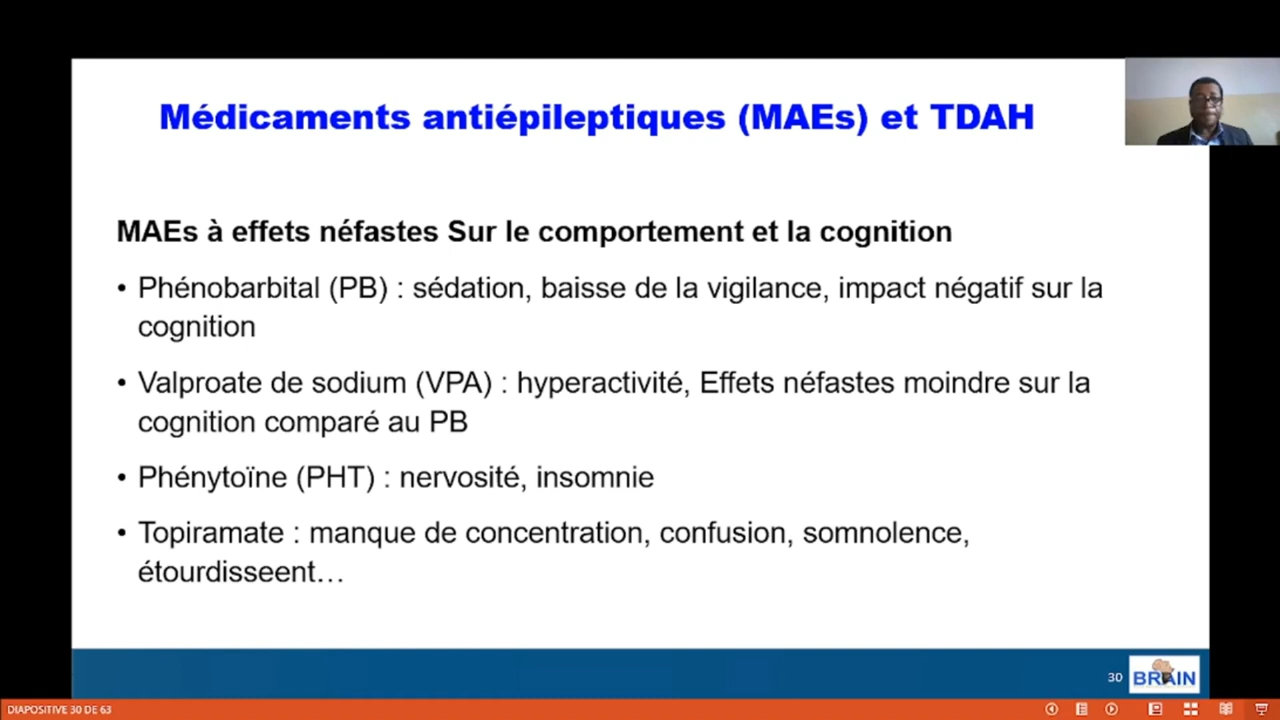 Médicaments antiépileptiques (MAEs) et TDAH
MAEs à effets néfastes Sur le comportement et la cognition
• Phénobarbital (PB) : sédation, baisse de la vigilance, impact négatif sur la
cognition
• Valproate de sodium (VPA) : hyperactivité, Effets néfastes moindre sur la
cognition comparé au PB
• Phénytoïne (PHT) : nervosité, insomnie
• Topiramate : manque de concentration, confusion, somnolence,
étourdisseent…
30
BRAIN
DIAPOSITIVE 30 DE 63